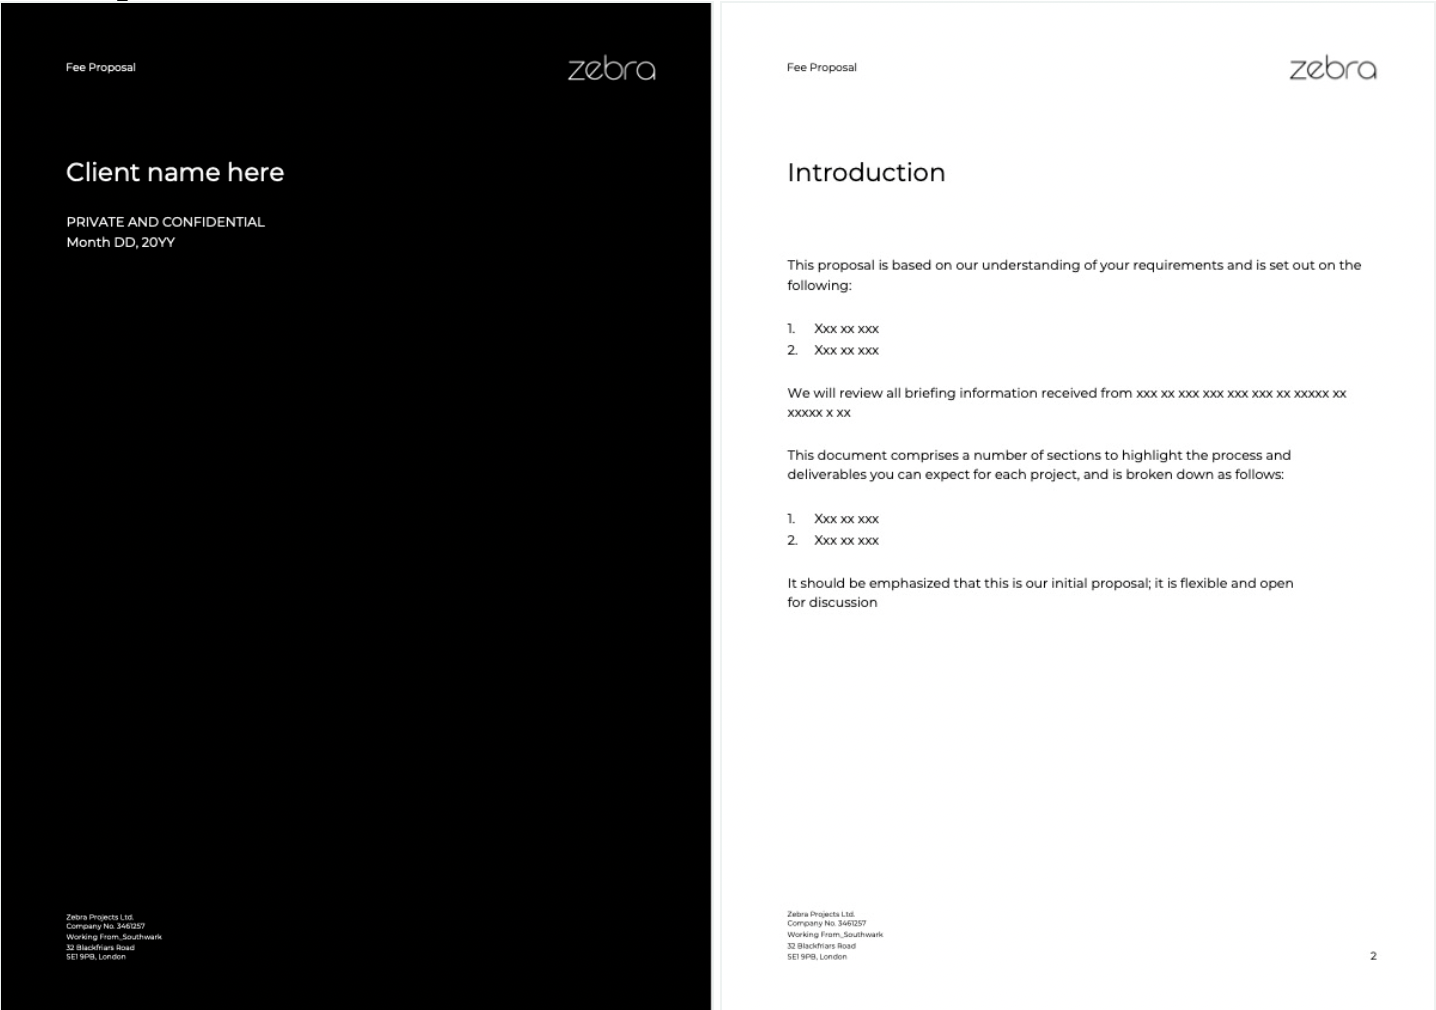 Fee Proposal
zebra
Client name here
PRIVATE AND CONFIDENTIAL
Month DD, 20YY
Zebra Projects Ltd.
Company No. 3461257
Working From_Southwark
32 Blackfriars Road
SE1 9PB, London
Fee Proposal
zebra
Introduction
This proposal is based on our understanding of your requirements and is set out on the
following:
1. Xxx xx xxx
2. Xxx xx xxx
We will review all briefing information received from xxx xx xxx xxx xxx xxx xx xxxxx xx
xxxxx x xx
This document comprises a number of sections to highlight the process and
deliverables you can expect for each project, and is broken down as follows:
1. Xxx xx xxx
2. Xxx xx xxx
It should be emphasized that this is our initial proposal; it is flexible and open
for discussion
Zebra Projects Ltd.
Company No. 3461257
Working From_Southwark
32 Blackfriars Road
SE1 9PB, London
2